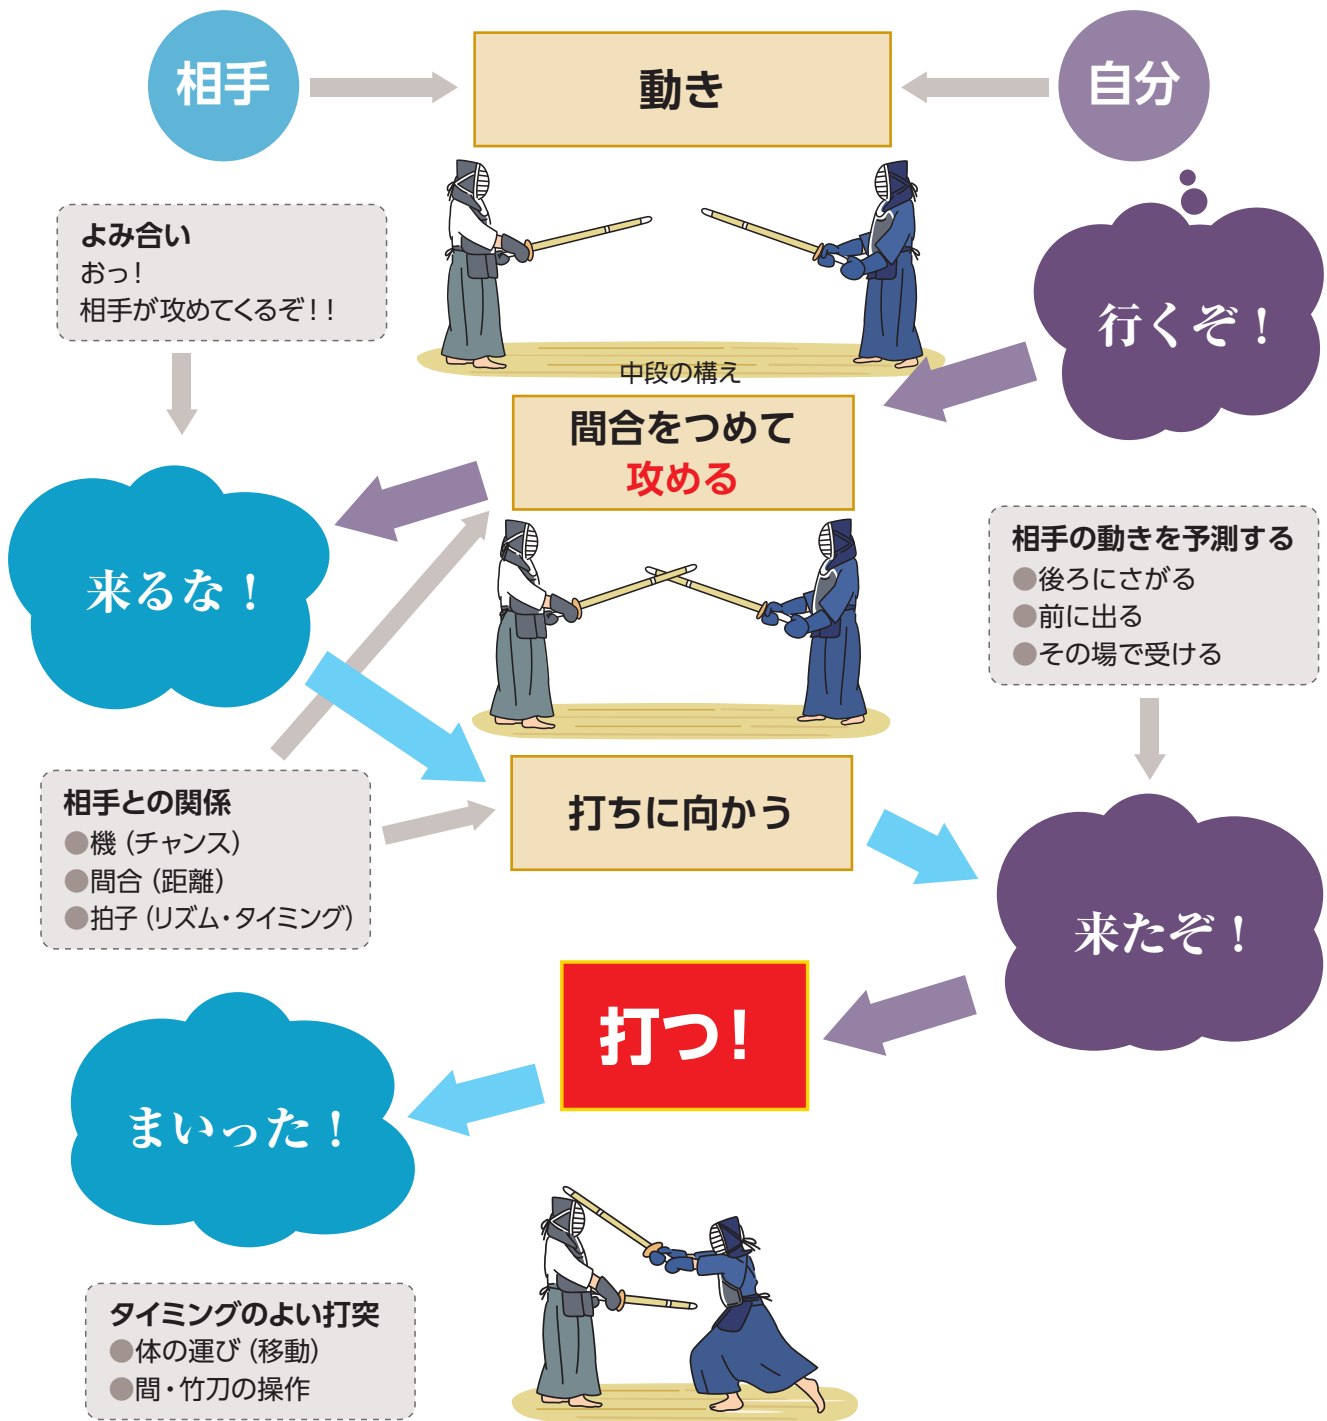 相手
動き
自分
よみ合い
おっ！
相手が攻めてくるぞ！！
行くぞ！
中段の構え
間合をつめて
攻める
来るな！
相手の動きを予測する
●後ろにさがる
●前に出る
●その場で受ける
相手との関係
●機（チャンス）
●間合（距離）
●拍子（リズム・タイミング）
打ちに向かう
来たぞ！
打つ！
まいった！
タイミングのよい打突
●体の運び（移動）
●間・竹刀の操作